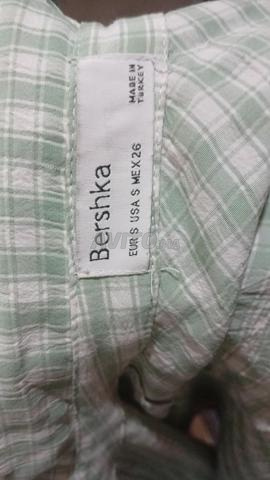 Bershka
EUR S USA S MEX 26
MADE IN
TURKEY